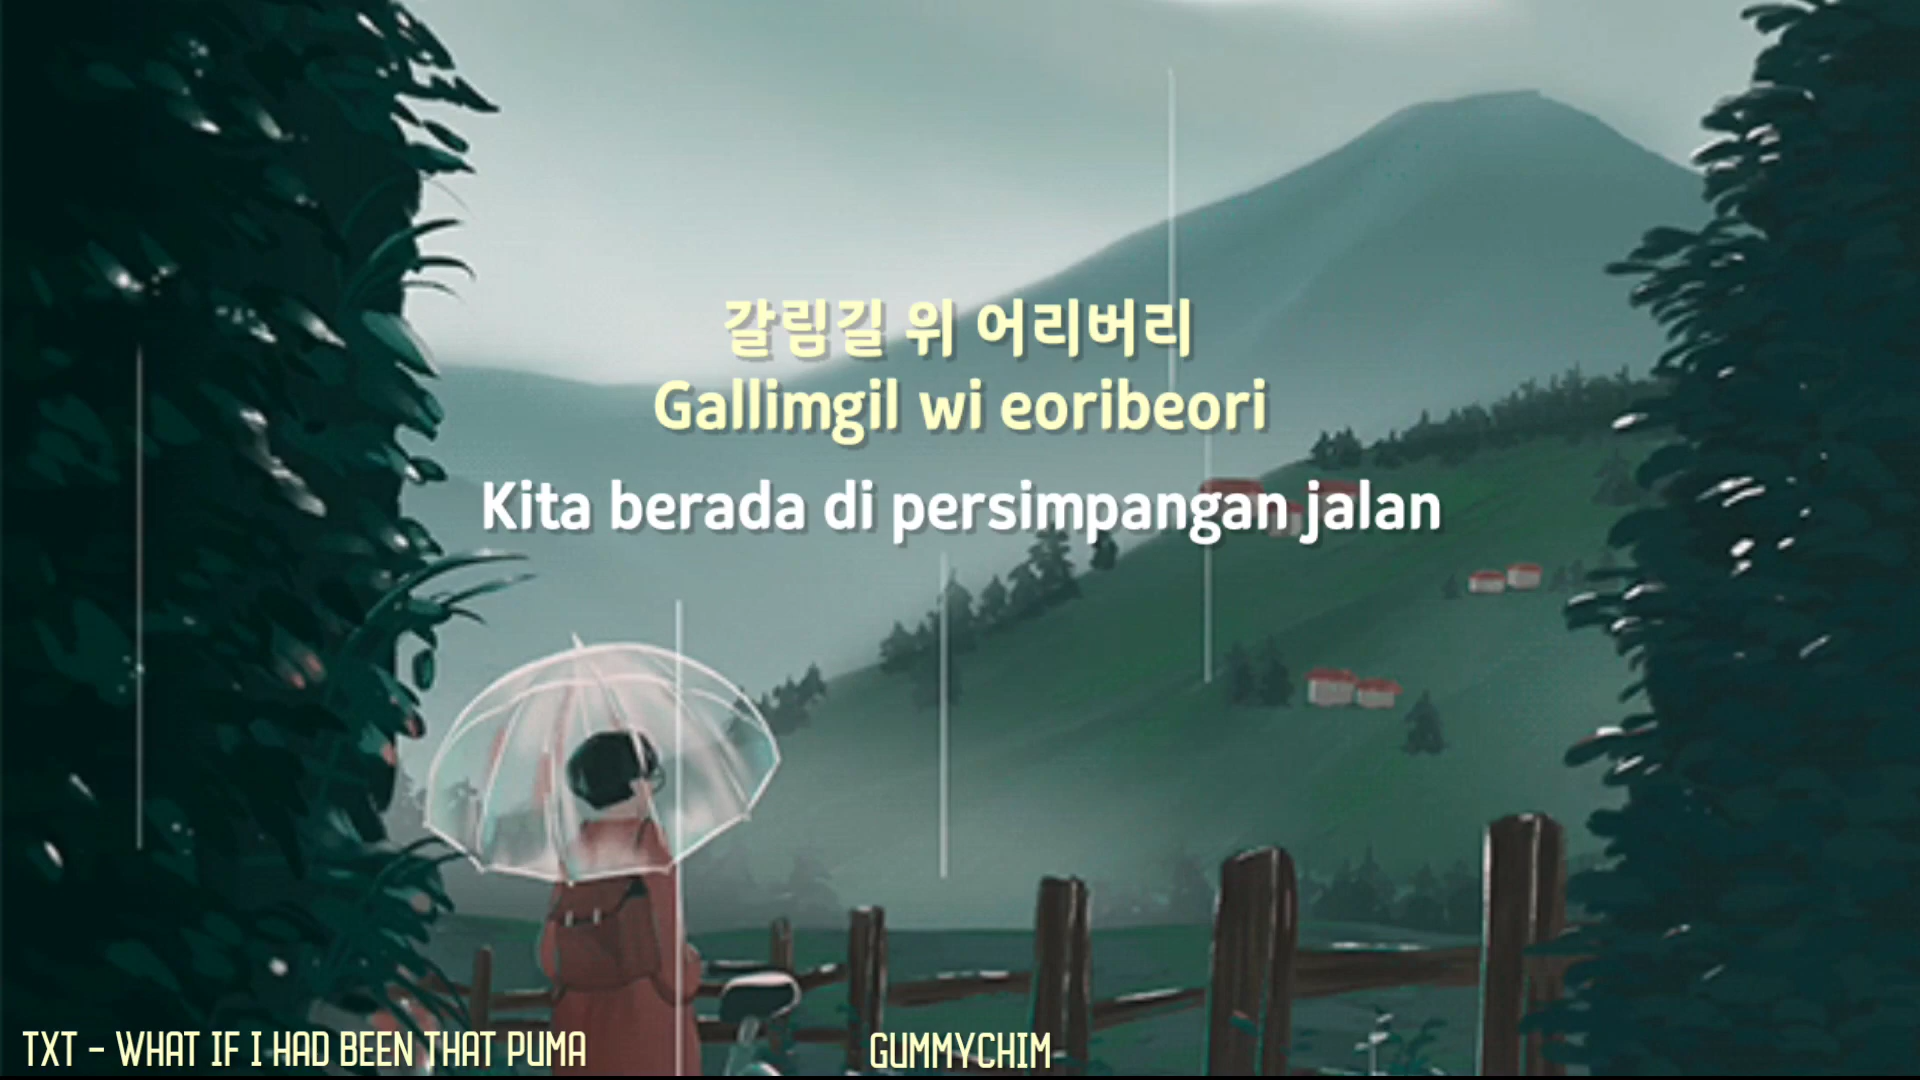 갈림길 위 어리버리
Gallimgil wi eoribeori
Kita berada di persimpangan jalan
TXT - WHAT IF I HAD BEEN THAT PUMA
GUMMYCHIM